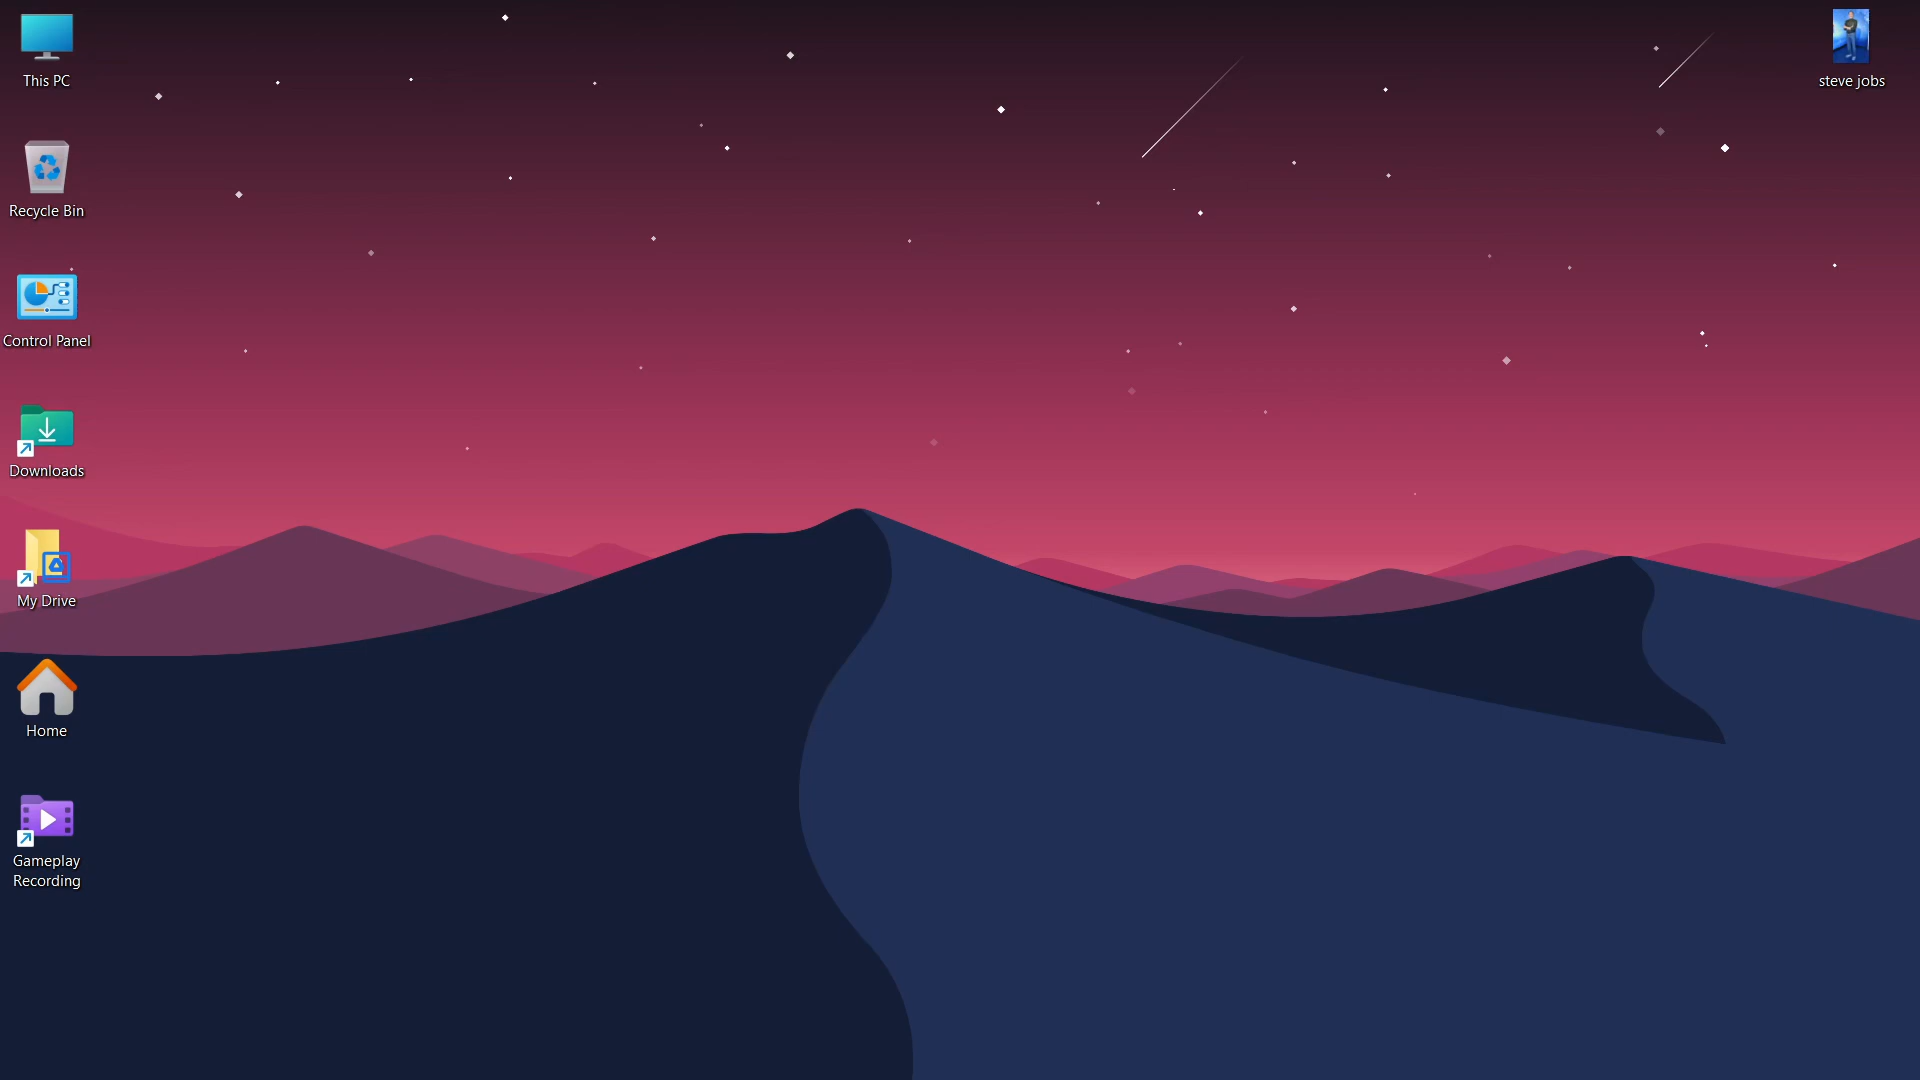 This PC
Recycle Bin
Control Panel
Downloads
My Drive
Home
Gameplay
Recording
steve jobs